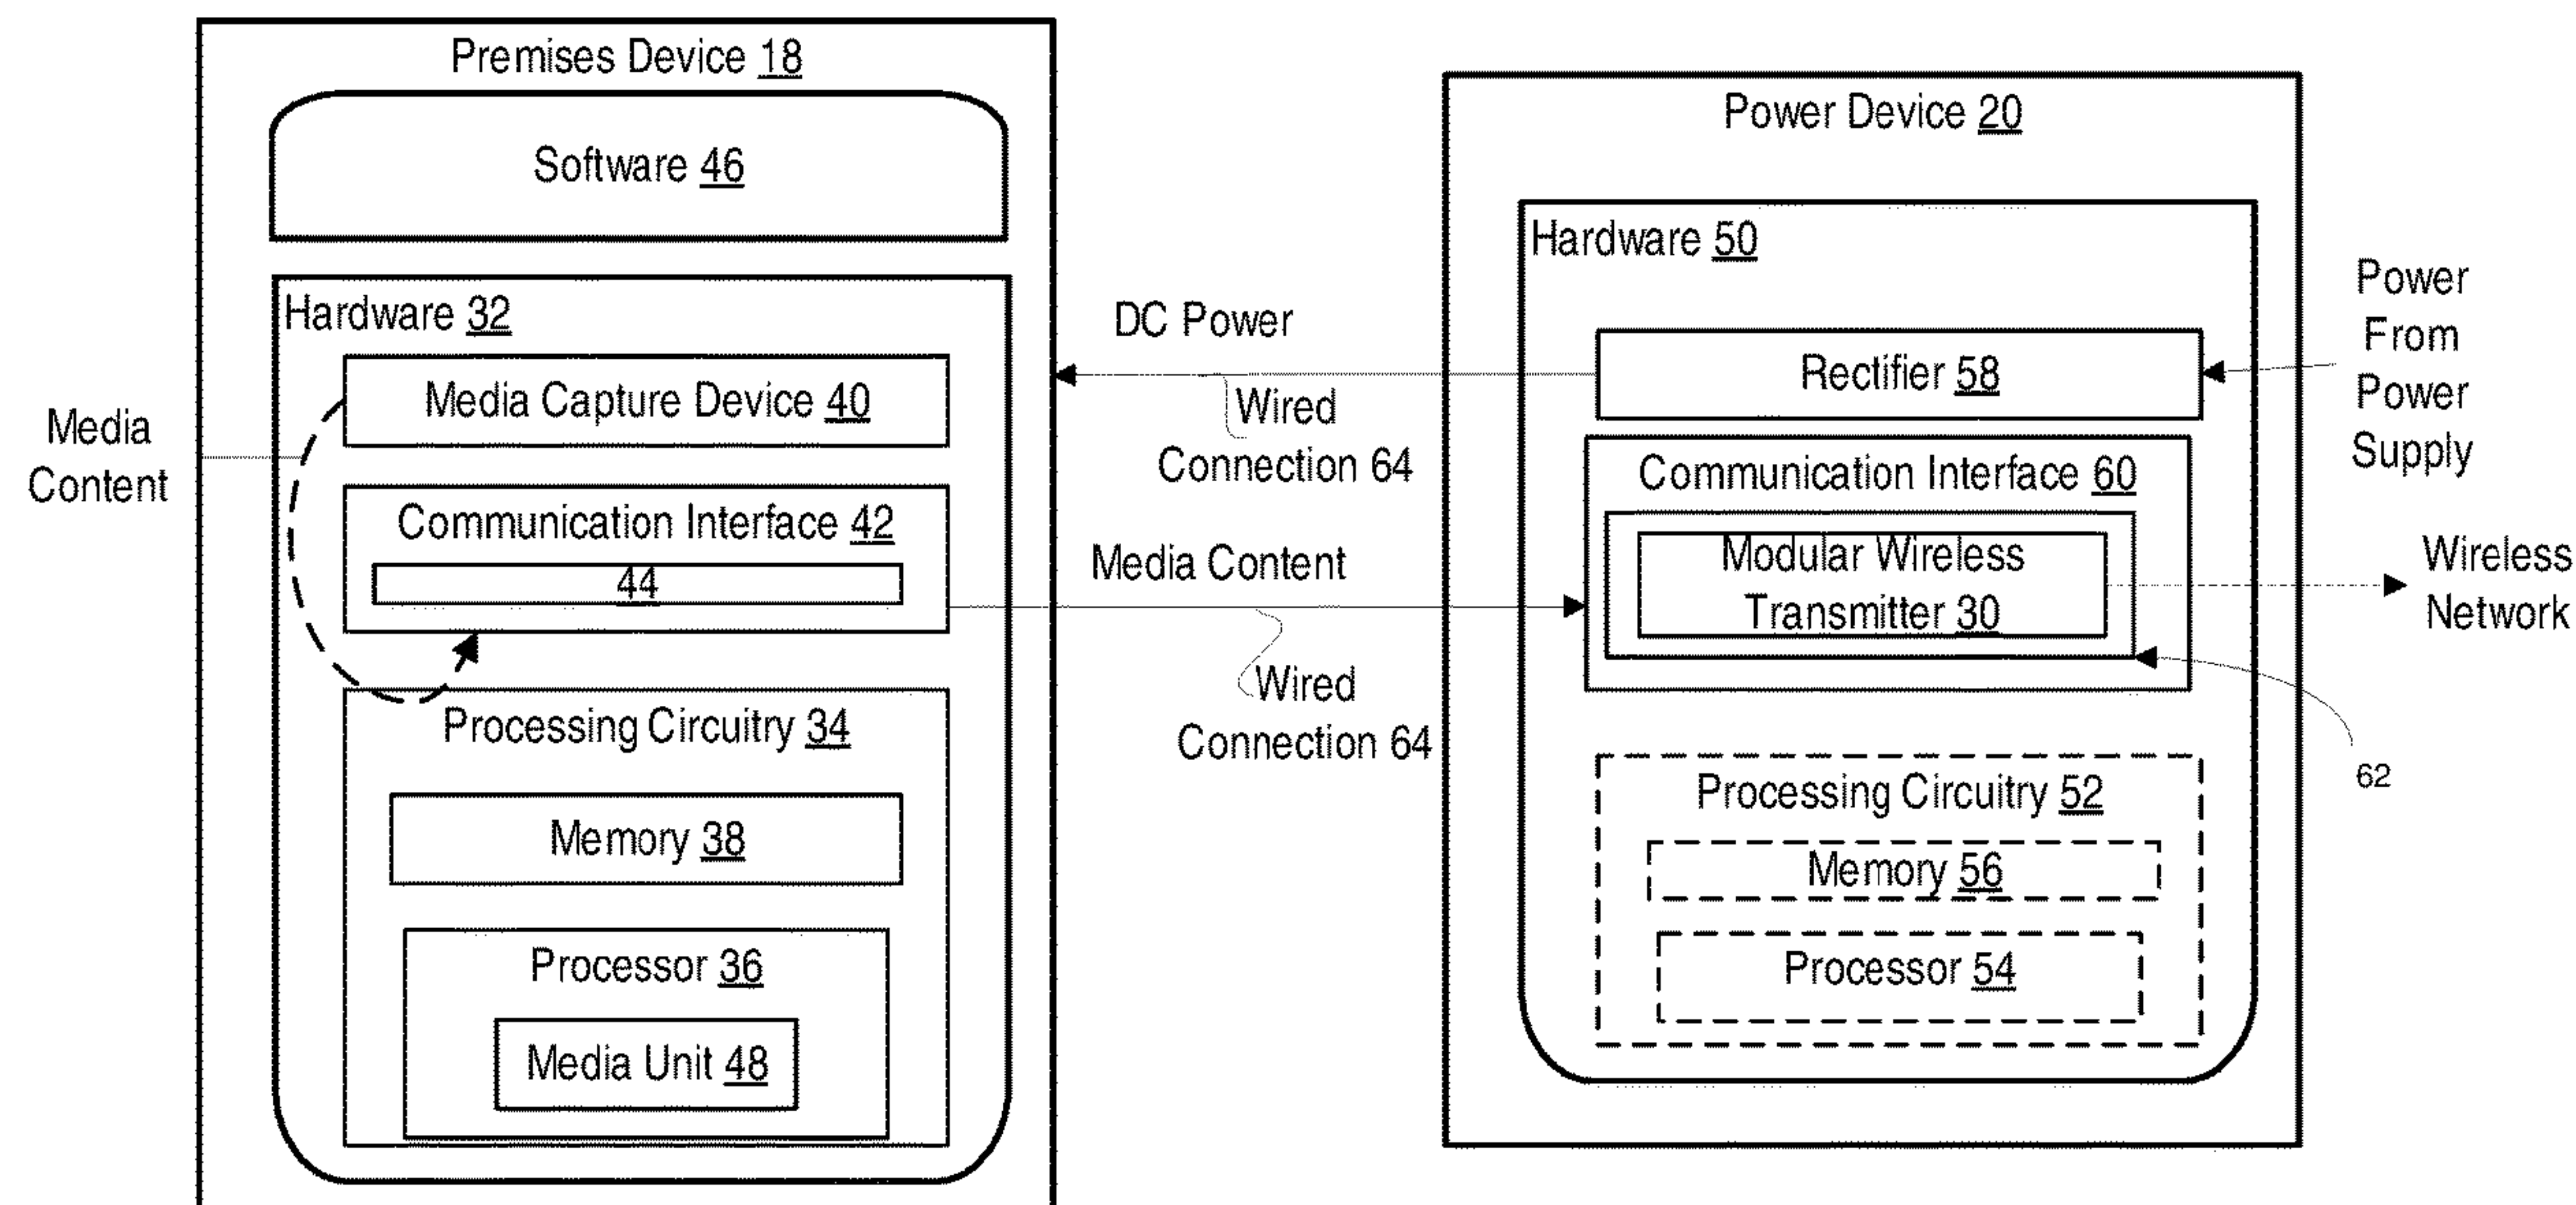 Premises Device 18
Software 46
Hardware 32
Media Capture Device 40
Communication Interface 42
44
Processing Circuitry 34
Memory 38
Processor 36
Media Unit 48
Media
Content
DC Power
Wired
Connection 64
Media Content
Wired
Connection 64
Power Device 20
Hardware 50
Rectifier 58
Communication Interface 60
Modular Wireless
Transmitter 30
Processing Circuitry 52
Memory 56
Processor 54
Power
From
Power
Supply
Wireless
Network
62